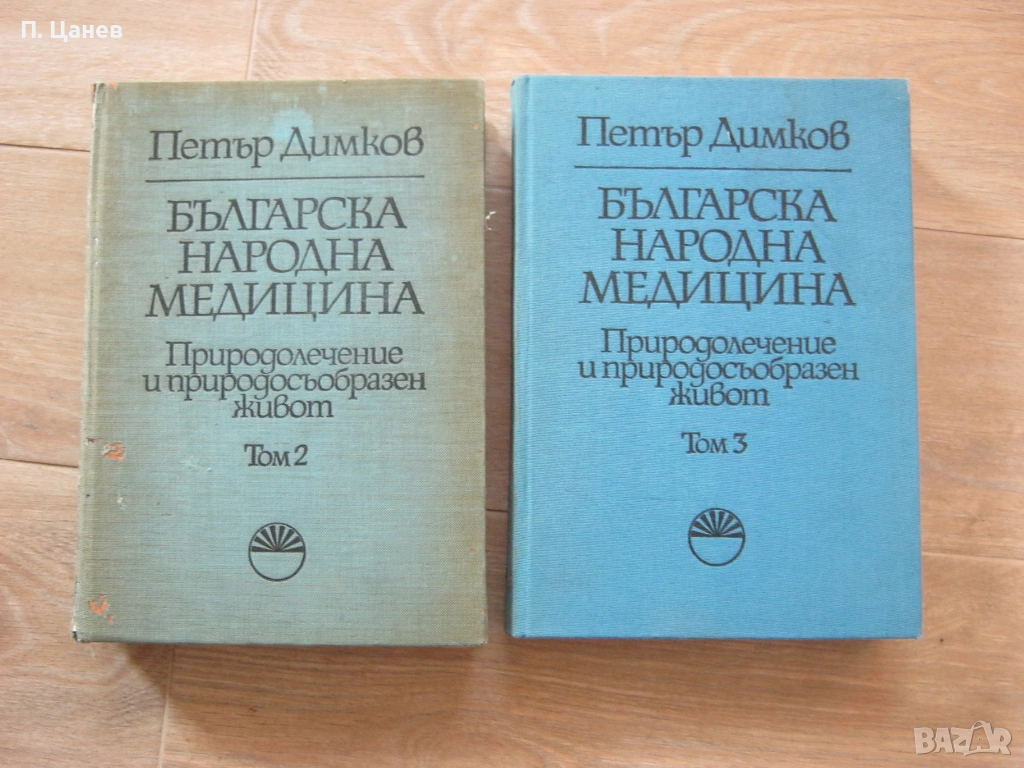 П. Цанев
Петър Димков
БЪЛГАРСКА
НАРОДНА
МЕДИЦИНА
Природолечение
и природосъобразен
живот
Том 2
Петър Димков
БЪЛГАРСКА
НАРОДНА
МЕДИЦИНА
Природолечение
и природосъобразен
живот
Том 3
BAZAR